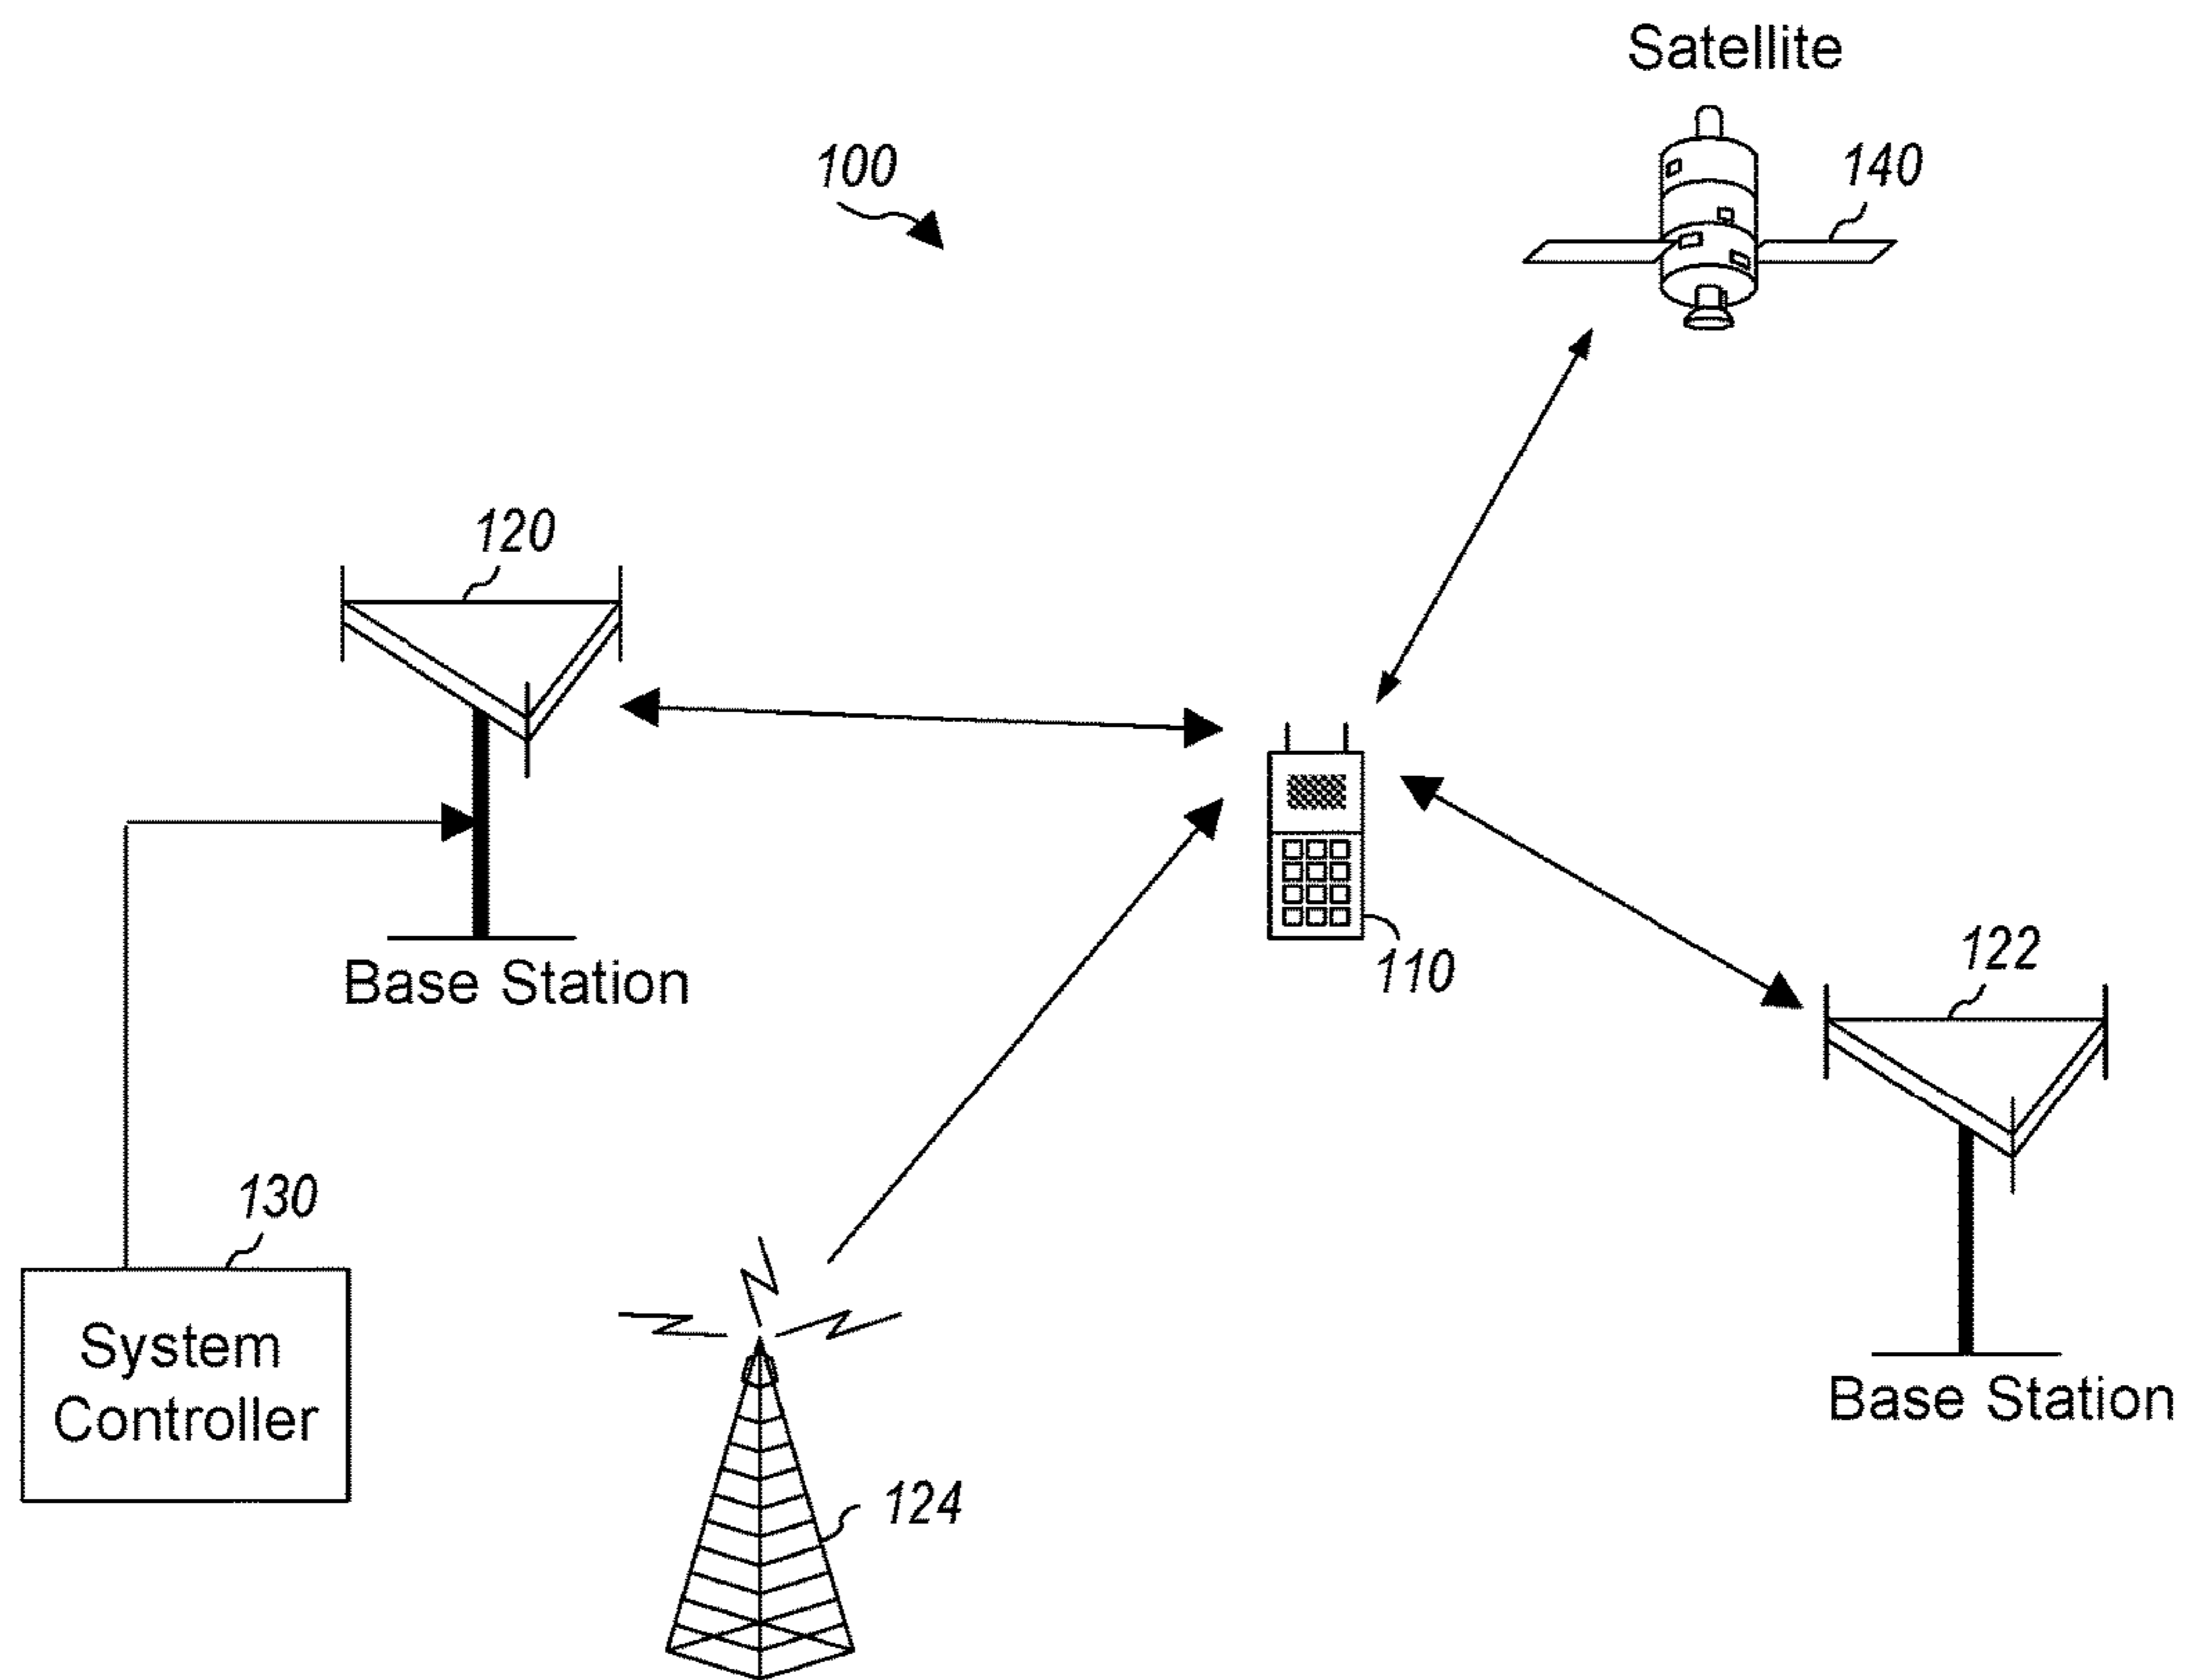 Satellite
100
140
120
110
Base Station
122
130
System
Controller
124
Base Station